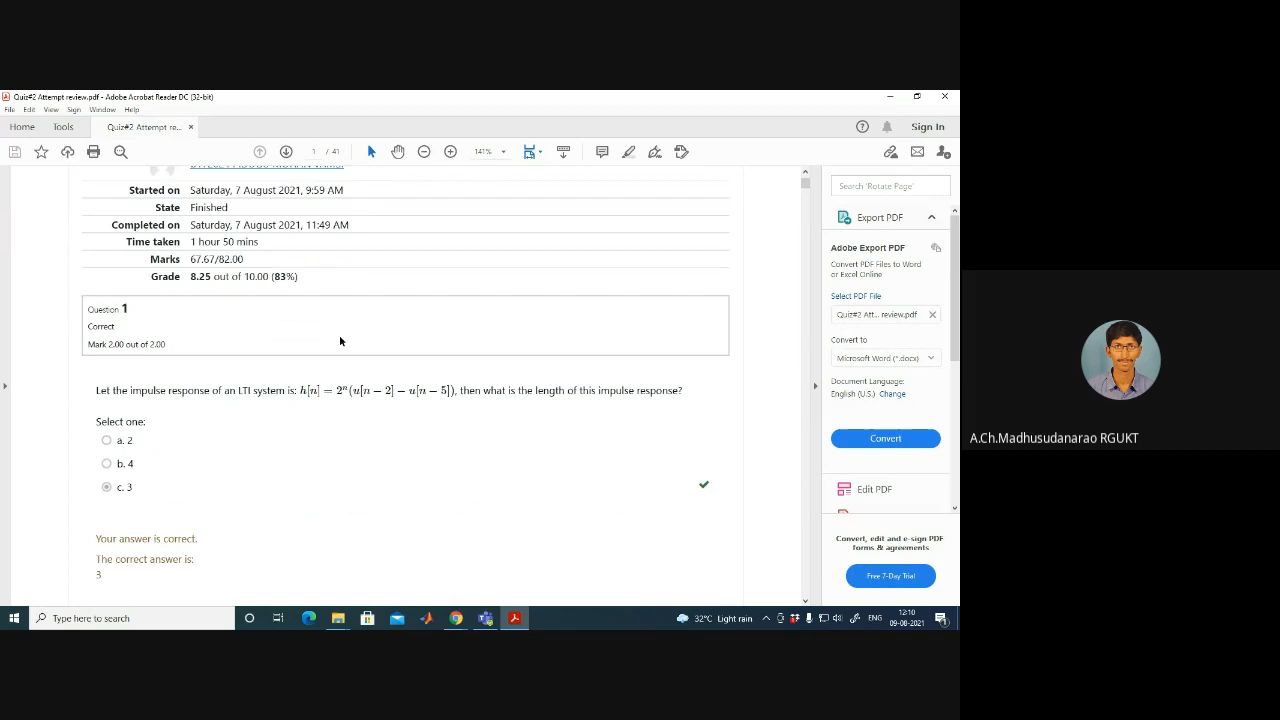 Quiz#2 Attempt review.pdf - Adobe Acrobat Reader DC (32-bit)
File Edit View Sign Window Help
Home Tools Quiz#2 Attempt re... × Sign In
1 / 41 141%
Started on Saturday, 7 August 2021, 9:59 AM
State Finished
Completed on Saturday, 7 August 2021, 11:49 AM
Time taken 1 hour 50 mins
Marks 67.67/82.00
Grade 8.25 out of 10.00 (83%)
Question 1
Correct
Mark 2.00 out of 2.00
Let the impulse response of an LTI system is: h[n] = 2ⁿ(u[n − 2] − u[n − 5]), then what is the length of this impulse response?
Select one:
a. 2
b. 4
c. 3
Your answer is correct.
The correct answer is:
3
Search 'Rotate Page'
Export PDF
Adobe Export PDF
Convert PDF Files to Word
or Excel Online
Select PDF File
Quiz#2 Att... review.pdf
Convert to
Microsoft Word (*.docx)
Document Language:
English (U.S.) Change
Convert
Edit PDF
Convert, edit and e-sign PDF
forms & agreements
Free 7-Day Trial
A.Ch.Madhusudanarao RGUKT
Type here to search
32°C Light rain
ENG
12:10
09-08-2021